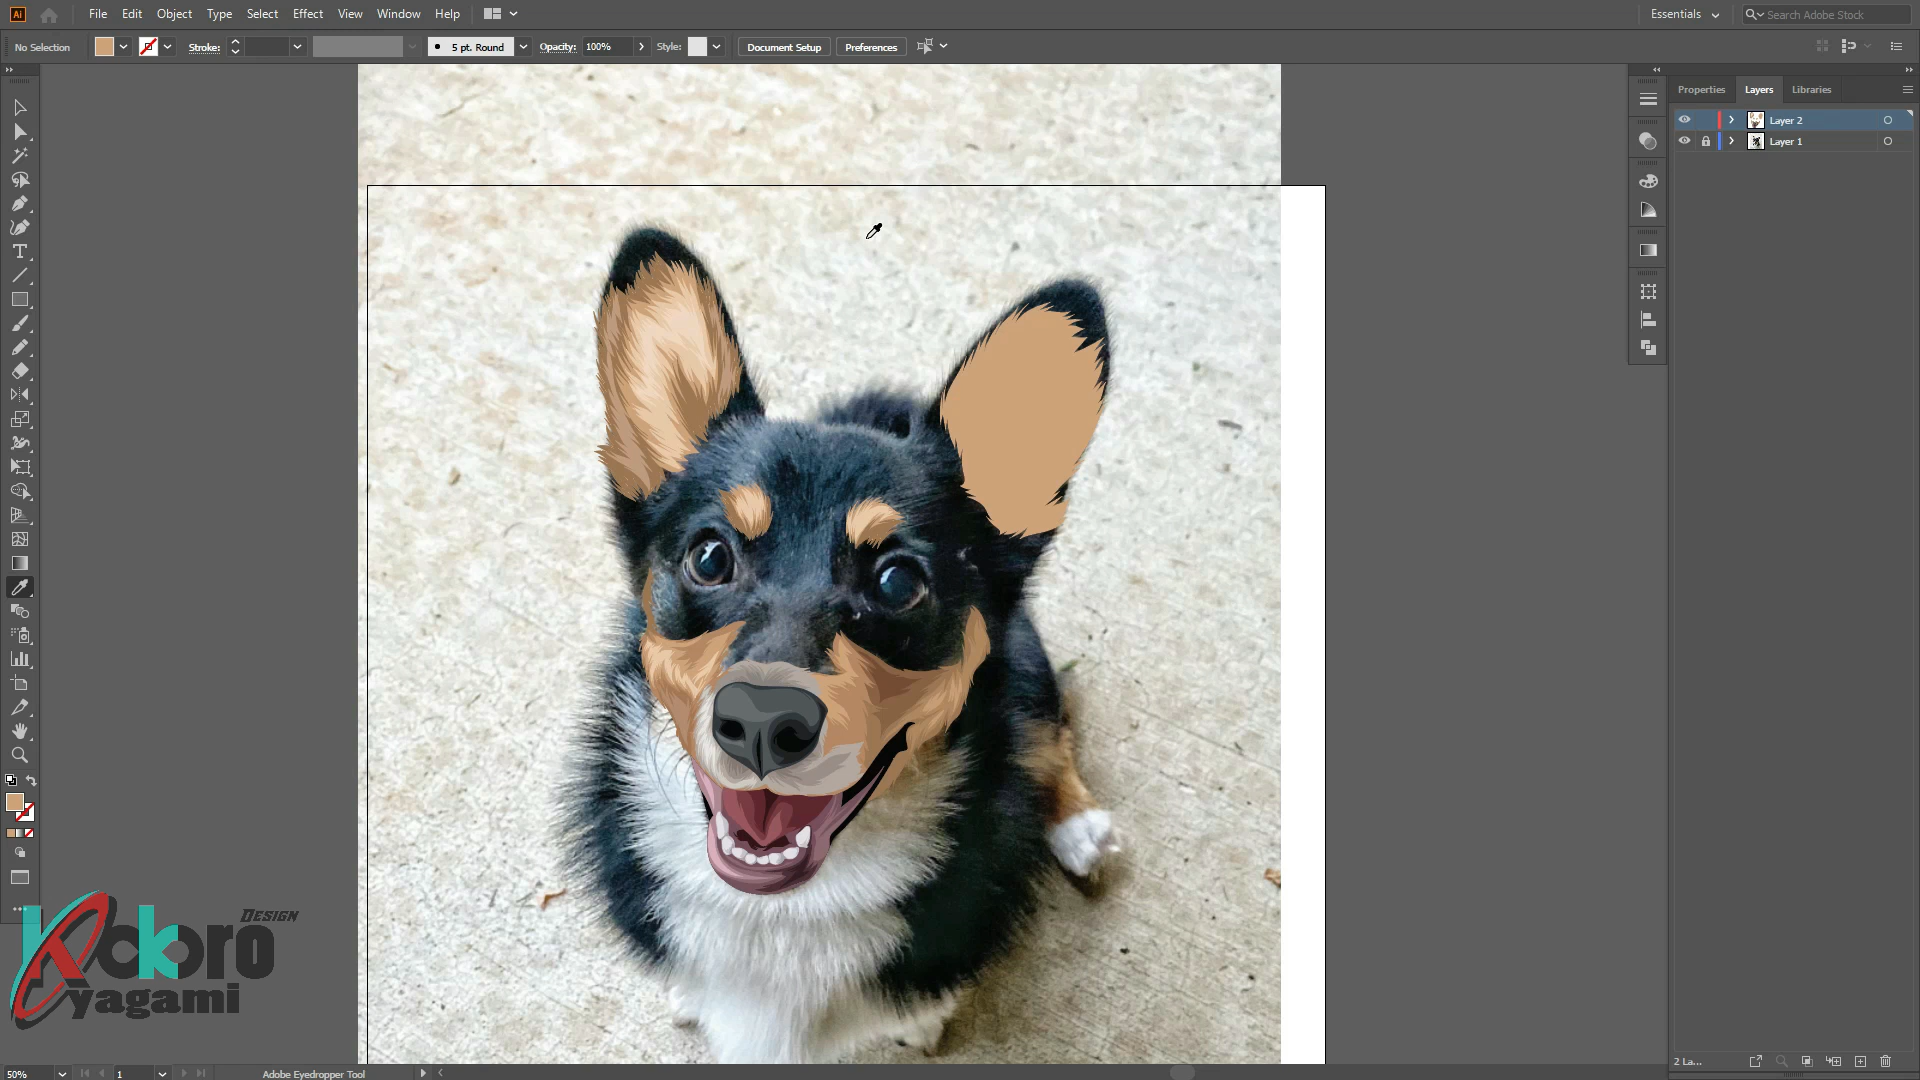 File Edit Object Type Select Effect View Window Help
Essentials
Search Adobe Stock
No Selection
Stroke:
5 pt. Round
Opacity: 100%
Style:
Document Setup
Preferences
Properties Layers Libraries
Layer 2
Layer 1
Design
Kokoro
yagami
50%
1
Adobe Eyedropper Tool
2 La...